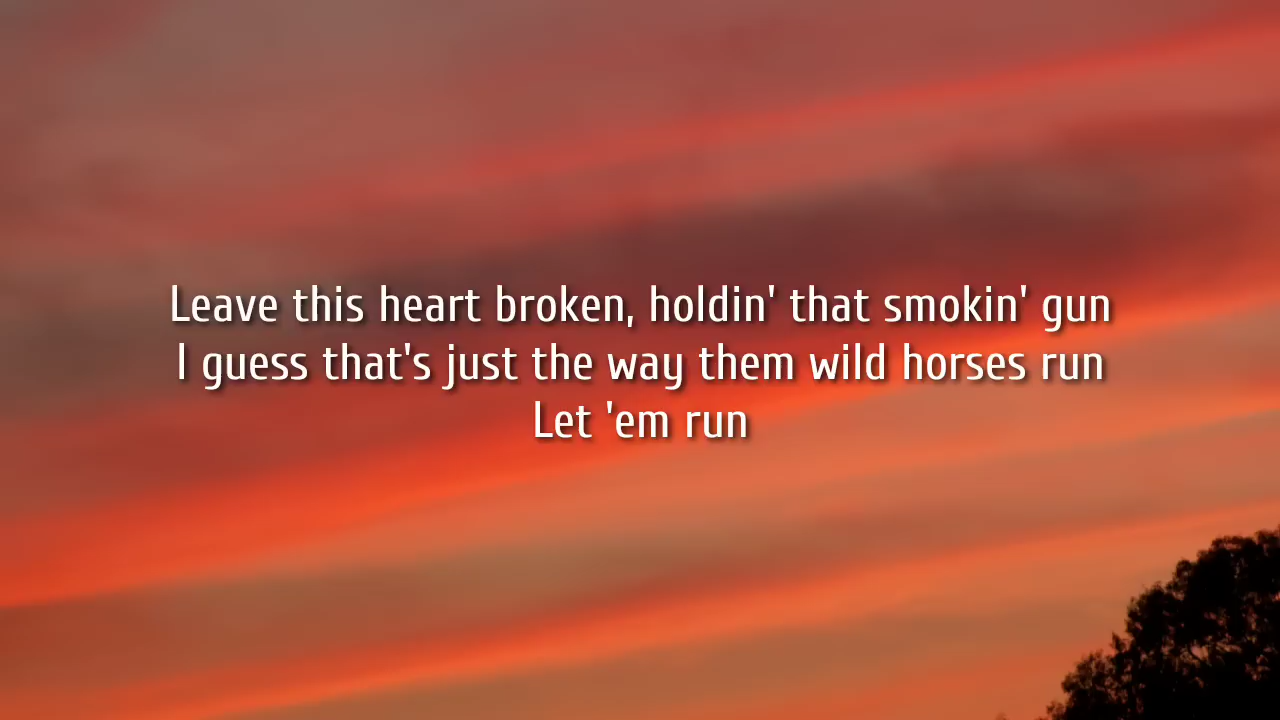 Leave this heart broken, holdin' that smokin' gun
I guess that's just the way them wild horses run
Let 'em run